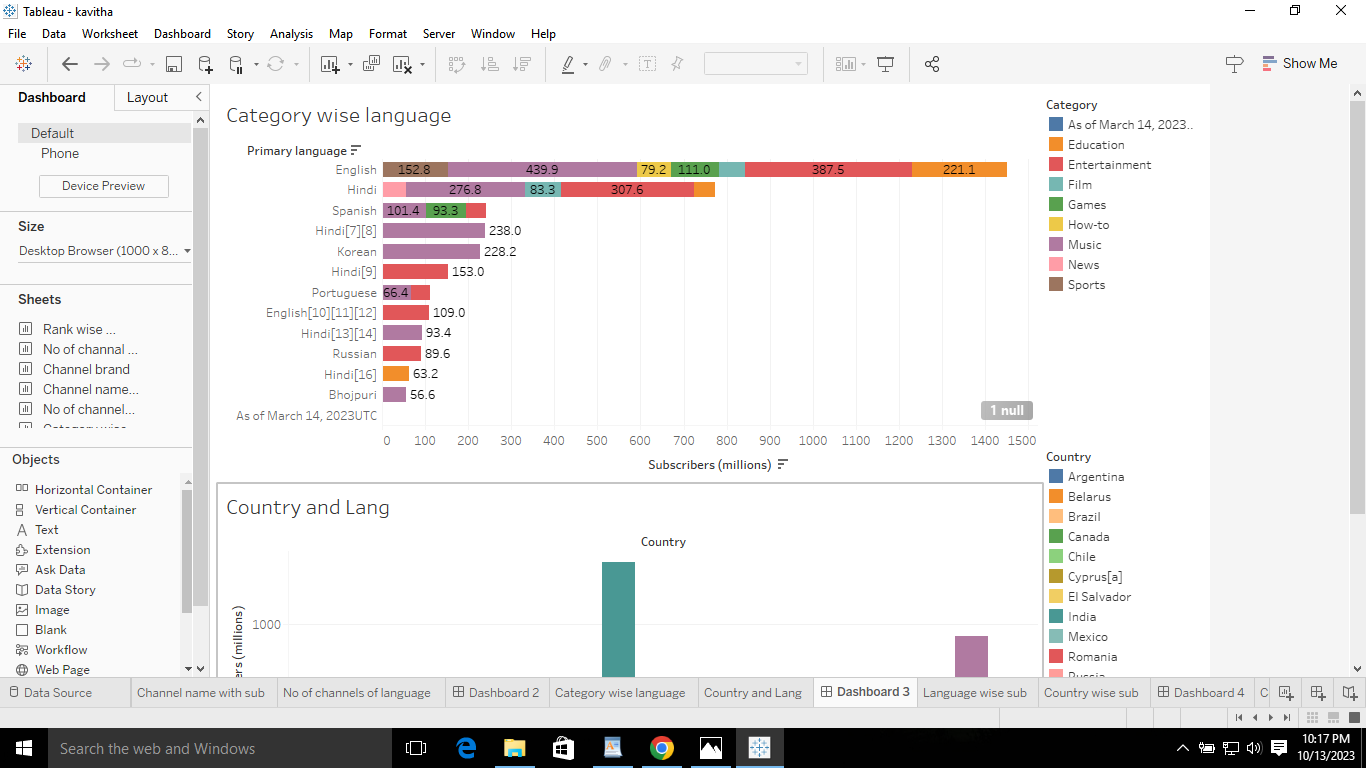 Tableau - kavitha
File Data Worksheet Dashboard Story Analysis Map Format Server Window Help
Show Me
Dashboard Layout
Default
Phone
Device Preview
Size
Desktop Browser (1000 x 8...
Sheets
Rank wise ...
No of channal ...
Channel brand
Channel name...
No of channel...
Objects
Horizontal Container
Vertical Container
Text
Extension
Ask Data
Data Story
Image
Blank
Workflow
Web Page
Category wise language
Primary language
English 152.8 439.9 79.2 111.0 387.5 221.1
Hindi 276.8 83.3 307.6
Spanish 101.4 93.3
Hindi[7][8] 238.0
Korean 228.2
Hindi[9] 153.0
Portuguese 66.4
English[10][11][12] 109.0
Hindi[13][14] 93.4
Russian 89.6
Hindi[16] 63.2
Bhojpuri 56.6
As of March 14, 2023UTC
1 null
0 100 200 300 400 500 600 700 800 900 1000 1100 1200 1300 1400 1500
Subscribers (millions)
Category
As of March 14, 2023..
Education
Entertainment
Film
Games
How-to
Music
News
Sports
Country and Lang
Country
1000
ers (millions)
Country
Argentina
Belarus
Brazil
Canada
Chile
Cyprus[a]
El Salvador
India
Mexico
Romania
Russia
Data Source Channel name with sub No of channels of language Dashboard 2 Category wise language Country and Lang Dashboard 3 Language wise sub Country wise sub Dashboard 4 C
Search the web and Windows
10:17 PM
10/13/2023